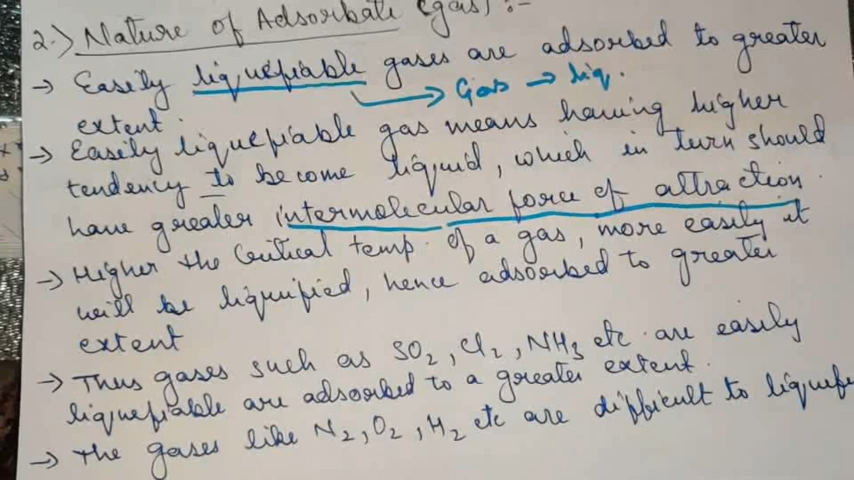 2.) Nature of Adsorbate (gas) :-
→ Easily liquefiable gases are adsorbed to greater
extent.
→ Gas → liq.
→ Easily liquefiable gas means having higher
tendency to become liquid, which in turn should
have greater intermolecular force of attraction.
→ Higher the Critical temp. of a gas, more easily it
will be liquified, hence adsorbed to greater
extent
→ Thus gases such as SO2, Cl2, NH3 etc. are easily
liquefiable are adsorbed to a greater extent.
→ The gases like N2, O2, H2 etc are difficult to liquefy